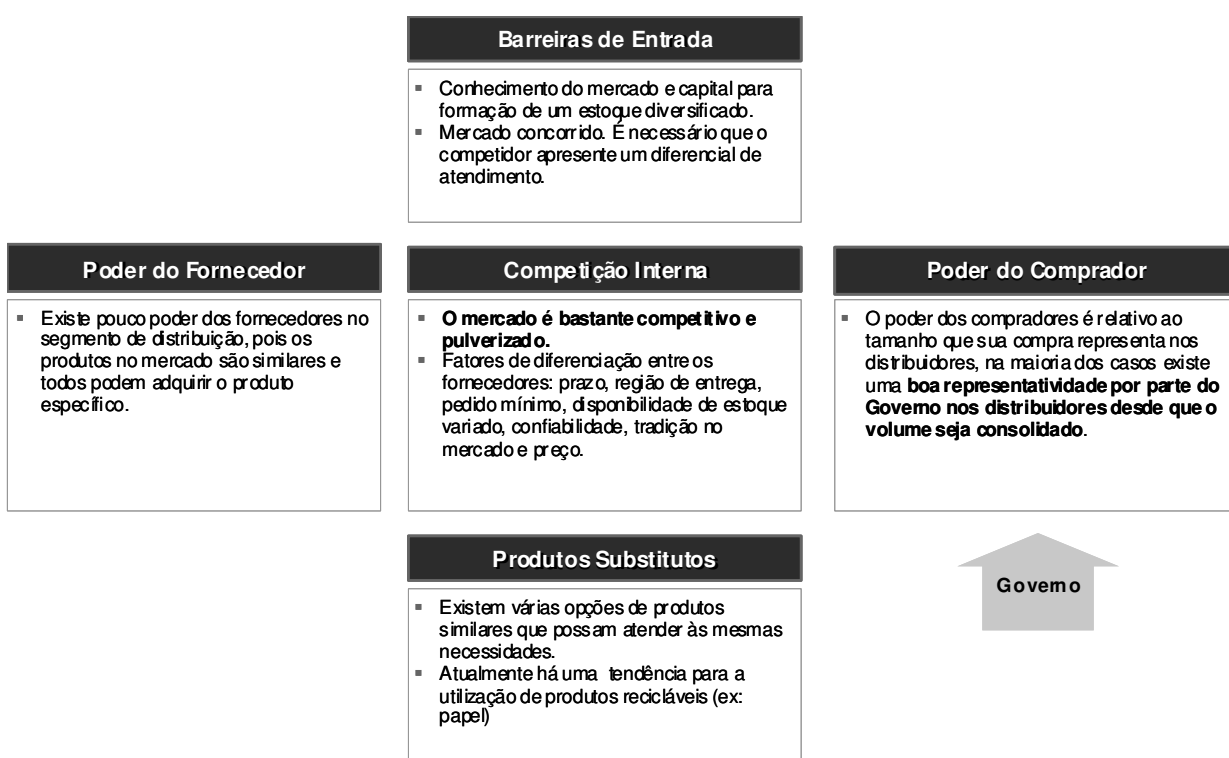 Barreiras de Entrada
▪ Conhecimento do mercado e capital para
formação de um estoque diversificado.
▪ Mercado concorrido. É necessário que o
competidor apresente um diferencial de
atendimento.
Poder do Fornecedor
▪ Existe pouco poder dos fornecedores no
segmento de distribuição, pois os
produtos no mercado são similares e
todos podem adquirir o produto
específico.
Competição Interna
▪ O mercado é bastante competitivo e
pulverizado.
▪ Fatores de diferenciação entre os
fornecedores: prazo, região de entrega,
pedido mínimo, disponibilidade de estoque
variado, confiabilidade, tradição no
mercado e preço.
Poder do Comprador
▪ O poder dos compradores é relativo ao
tamanho que sua compra representa nos
distribuidores, na maioria dos casos existe
uma boa representatividade por parte do
Governo nos distribuidores desde que o
volume seja consolidado.
Produtos Substitutos
▪ Existem várias opções de produtos
similares que possam atender às mesmas
necessidades.
▪ Atualmente há uma tendência para a
utilização de produtos recicláveis (ex:
papel)
Governo